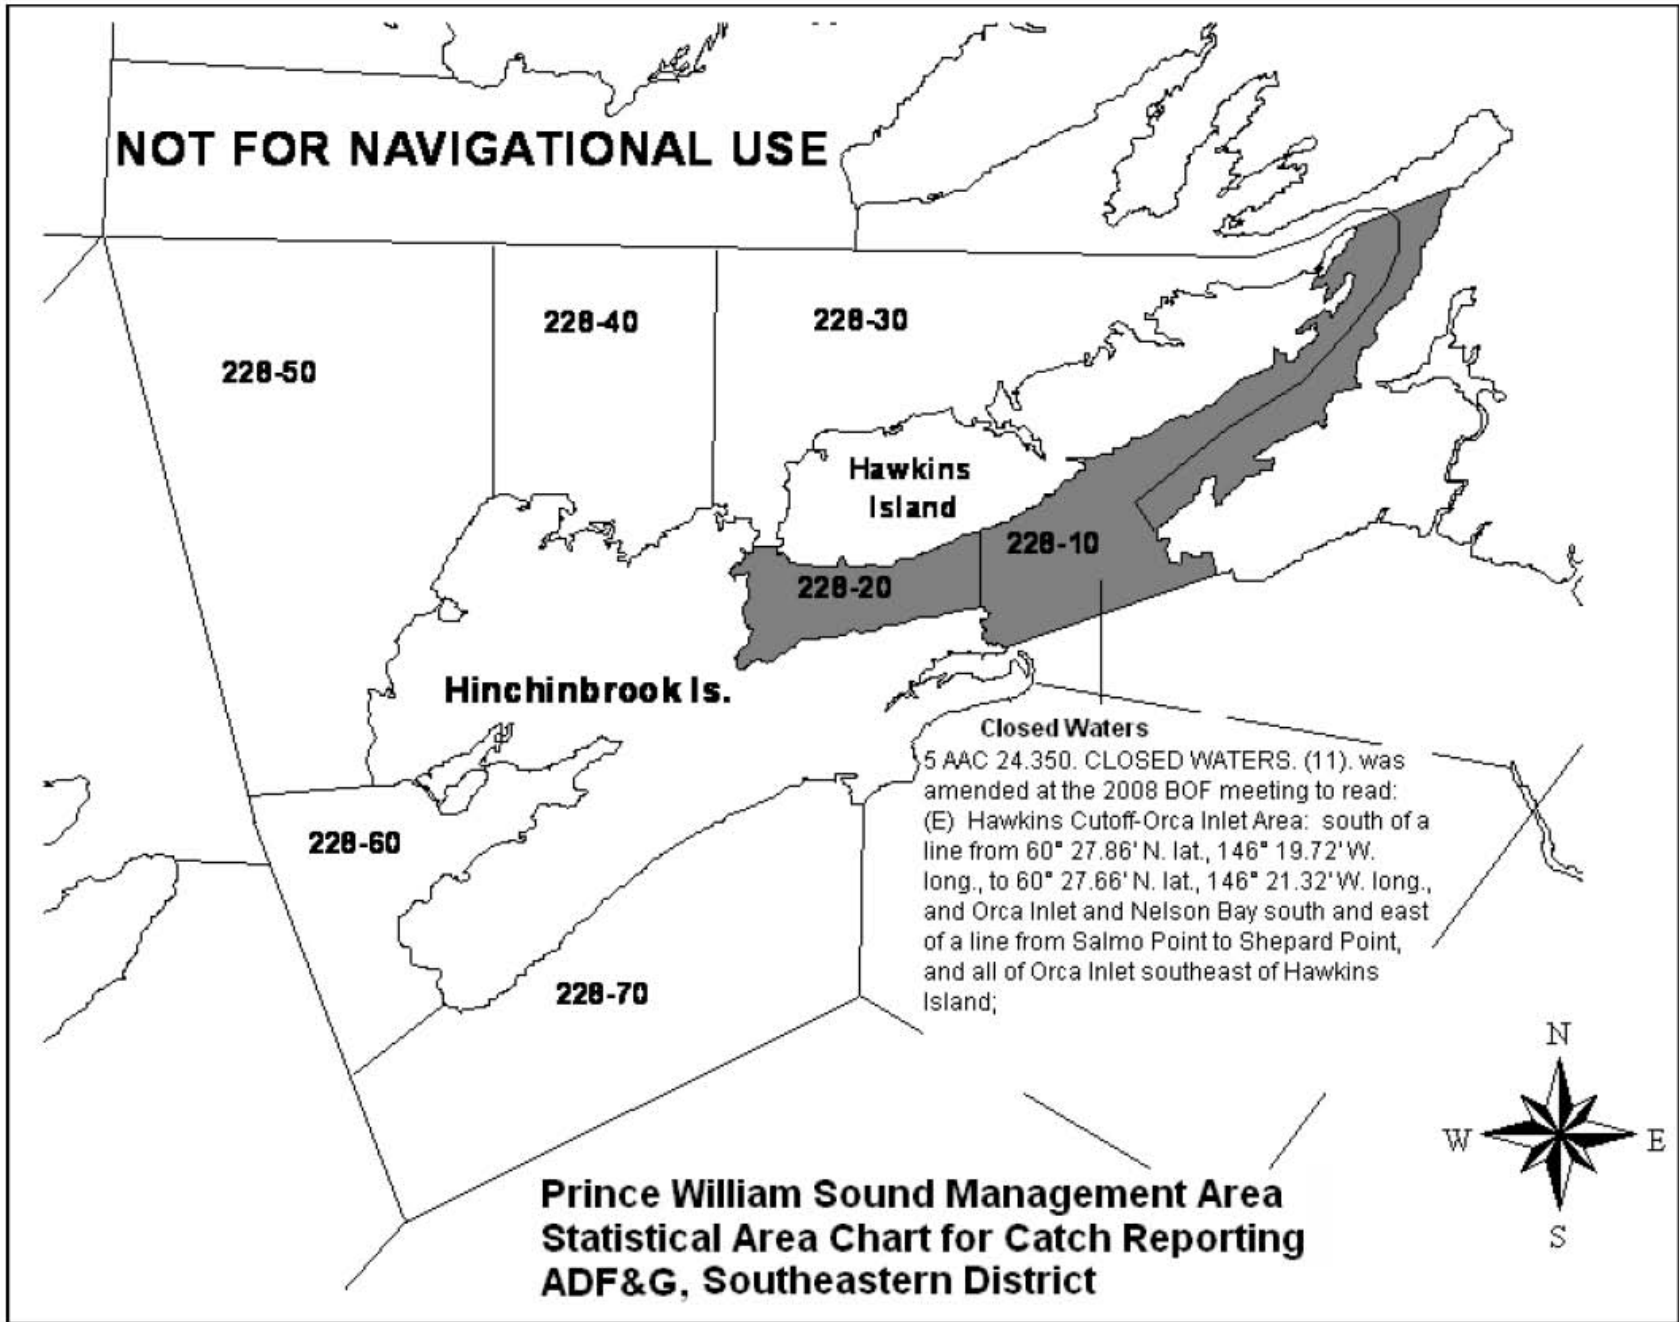 NOT FOR NAVIGATIONAL USE
228-40
228-30
228-50
Hawkins
Island
228-10
228-20
Hinchinbrook Is.
Closed Waters
5 AAC 24.350. CLOSED WATERS. (11). was
amended at the 2008 BOF meeting to read:
(E) Hawkins Cutoff-Orca Inlet Area: south of a
line from 60° 27.86' N. lat., 146° 19.72' W.
long., to 60° 27.66' N. lat., 146° 21.32' W. long.,
and Orca Inlet and Nelson Bay south and east
of a line from Salmo Point to Shepard Point,
and all of Orca Inlet southeast of Hawkins
Island;
228-60
228-70
N
W
E
S
Prince William Sound Management Area
Statistical Area Chart for Catch Reporting
ADF&G, Southeastern District